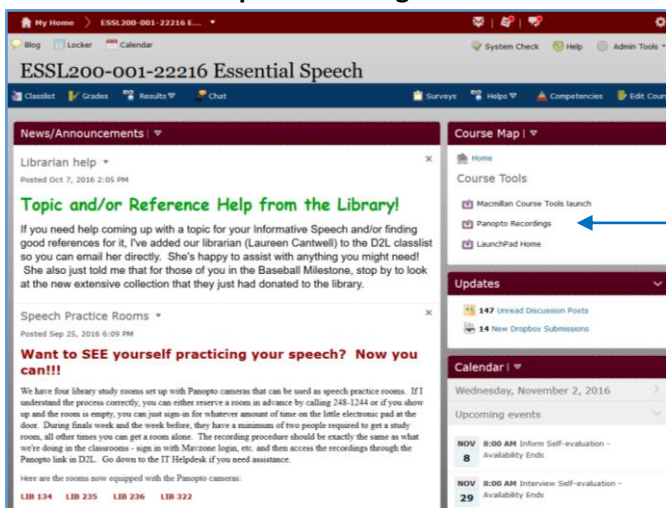 My Home ESSL200-001-22216 E...
Blog Locker Calendar System Check Help Admin Tools
ESSL200-001-22216 Essential Speech
Classlist Grades Results Chat Surveys Helps Competencies Edit Cour
News/Announcements
Librarian help
Posted Oct 7, 2016 2:05 PM
Topic and/or Reference Help from the Library!
If you need help coming up with a topic for your Informative Speech and/or finding
good references for it, I've added our librarian (Laureen Cantwell) to the D2L classlist
so you can email her directly. She's happy to assist with anything you might need!
She also just told me that for those of you in the Baseball Milestone, stop by to look
at the new extensive collection that they just had donated to the library.
Speech Practice Rooms
Posted Sep 25, 2016 6:09 PM
Want to SEE yourself practicing your speech? Now you
can!!!
We have four library study rooms set up with Panopto cameras that can be used as speech practice rooms. If I
understand the process correctly, you can either reserve a room in advance by calling 248-1244 or if you show
up and the room is empty, you can just sign-in for whatever amount of time on the little electronic pad at the
door. During finals week and the week before, they have a minimum of two people required to get a study
room, all other times you can get a room alone. The recording procedure should be exactly the same as what
we're doing in the classrooms - sign in with Mavzone login, etc. and then access the recordings through the
Panopto link in D2L. Go down to the IT Helpdesk if you need assistance.
Here are the rooms now equipped with the Panopto cameras:
LIB 134 LIB 235 LIB 236 LIB 322
Course Map
Home
Course Tools
Macmillan Course Tools launch
Panopto Recordings
LaunchPad Home
Updates
147 Unread Discussion Posts
14 New Dropbox Submissions
Calendar
Wednesday, November 2, 2016
Upcoming events
NOV 8:00 AM Inform Self-evaluation -
8 Availability Ends
NOV 8:00 AM Interview Self-evaluation -
29 Availability Ends